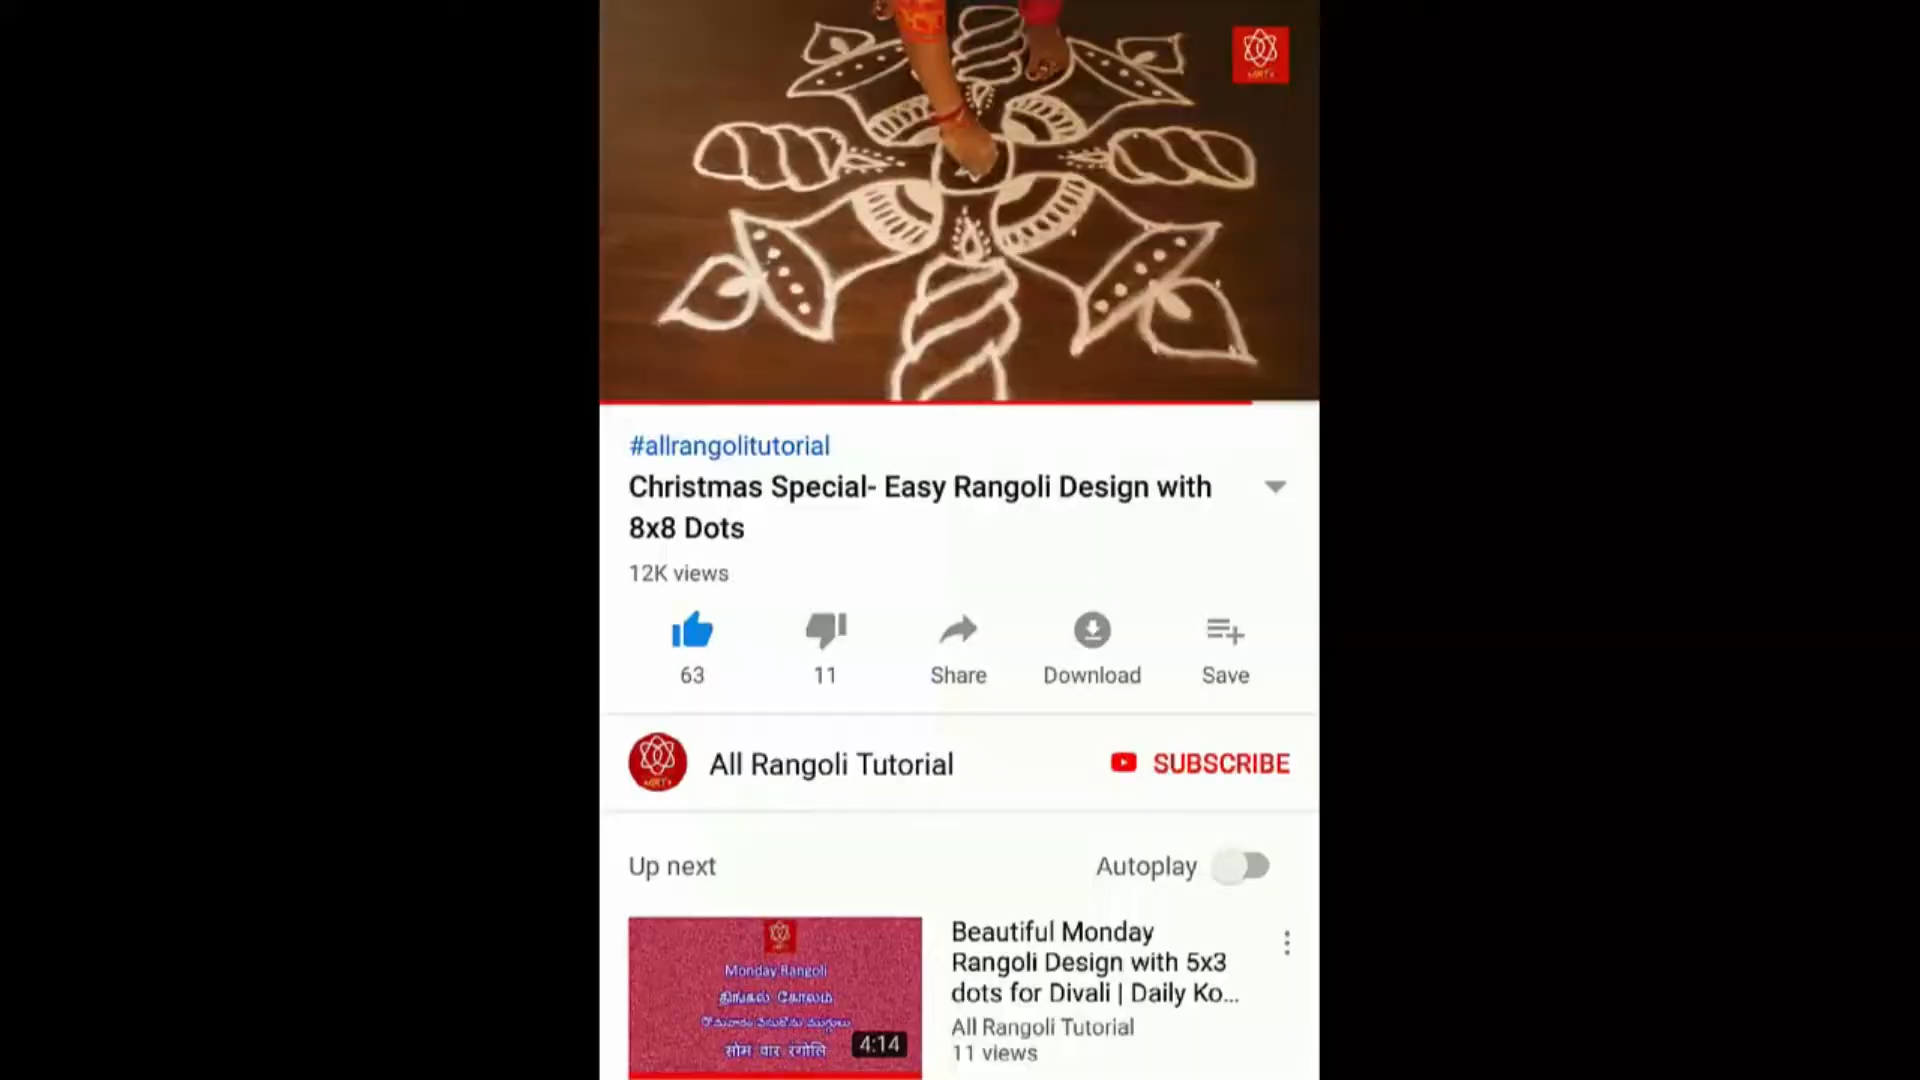 #allrangolitutorial
Christmas Special- Easy Rangoli Design with
8x8 Dots
12K views
63
11
Share
Download
Save
All Rangoli Tutorial
SUBSCRIBE
Up next
Autoplay
Monday Rangoli
திங்கள் கோலம்
सोम वार रंगोलि
4:14
Beautiful Monday
Rangoli Design with 5x3
dots for Divali | Daily Ko...
All Rangoli Tutorial
11 views